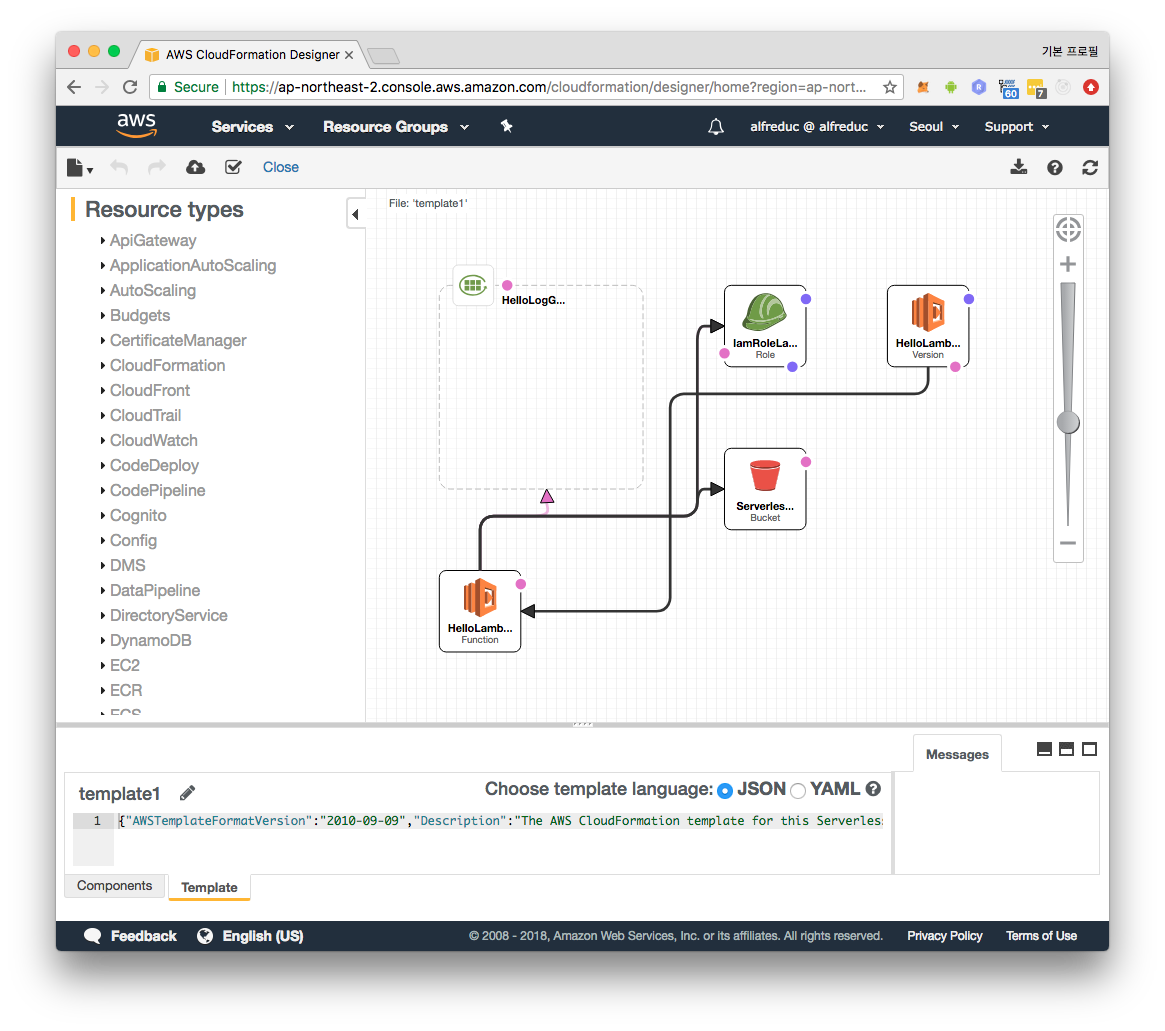 AWS CloudFormation Designer
기본 프로필
Secure
https://ap-northeast-2.console.aws.amazon.com/cloudformation/designer/home?region=ap-nort...
R
60
7
aws
Services
Resource Groups
alfreduc @ alfreduc
Seoul
Support
Close
Resource types
File: 'template1'
ApiGateway
ApplicationAutoScaling
AutoScaling
Budgets
CertificateManager
CloudFormation
CloudFront
CloudTrail
CloudWatch
CodeDeploy
CodePipeline
Cognito
Config
DMS
DataPipeline
DirectoryService
DynamoDB
EC2
ECR
ECS
HelloLogG...
IamRoleLa...
Role
HelloLamb...
Version
Serverles...
Bucket
HelloLamb...
Function
Messages
template1
Choose template language: JSON YAML
1 {"AWSTemplateFormatVersion":"2010-09-09","Description":"The AWS CloudFormation template for this Serverles
Components
Template
Feedback
English (US)
© 2008 - 2018, Amazon Web Services, Inc. or its affiliates. All rights reserved.
Privacy Policy
Terms of Use